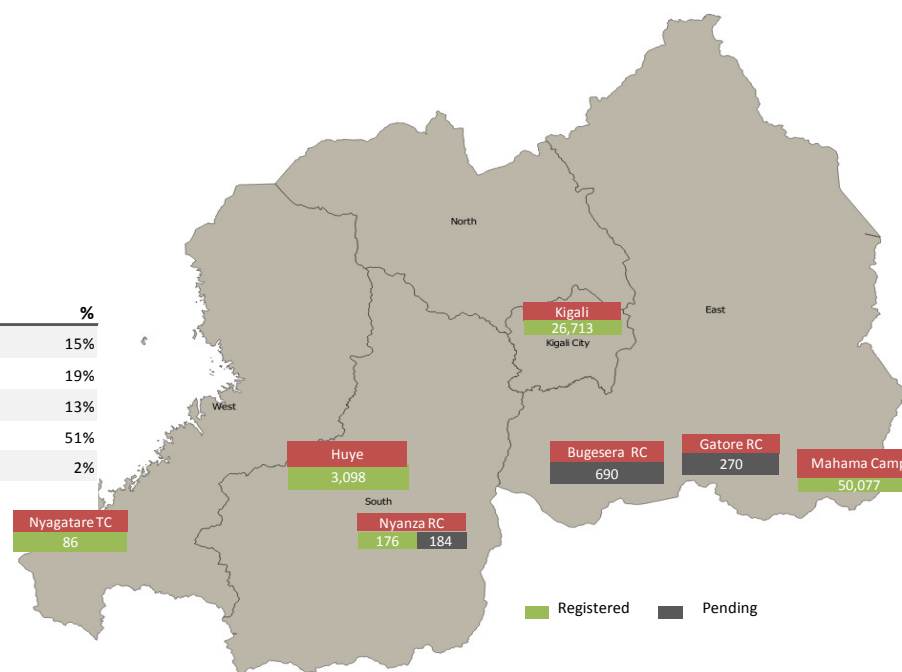 North
Kigali
26,713
Kigali City
East
%
15%
19%
13%
51%
2%
West
Huye
3,098
Bugesera RC
690
Gatore RC
270
Mahama Camp
50,077
South
Nyagatare TC
86
Nyanza RC
176 184
Registered Pending